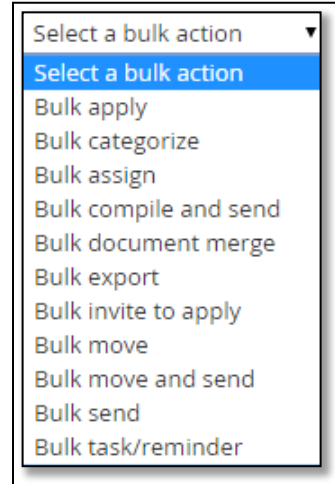 Select a bulk action
Select a bulk action
Bulk apply
Bulk categorize
Bulk assign
Bulk compile and send
Bulk document merge
Bulk export
Bulk invite to apply
Bulk move
Bulk move and send
Bulk send
Bulk task/reminder